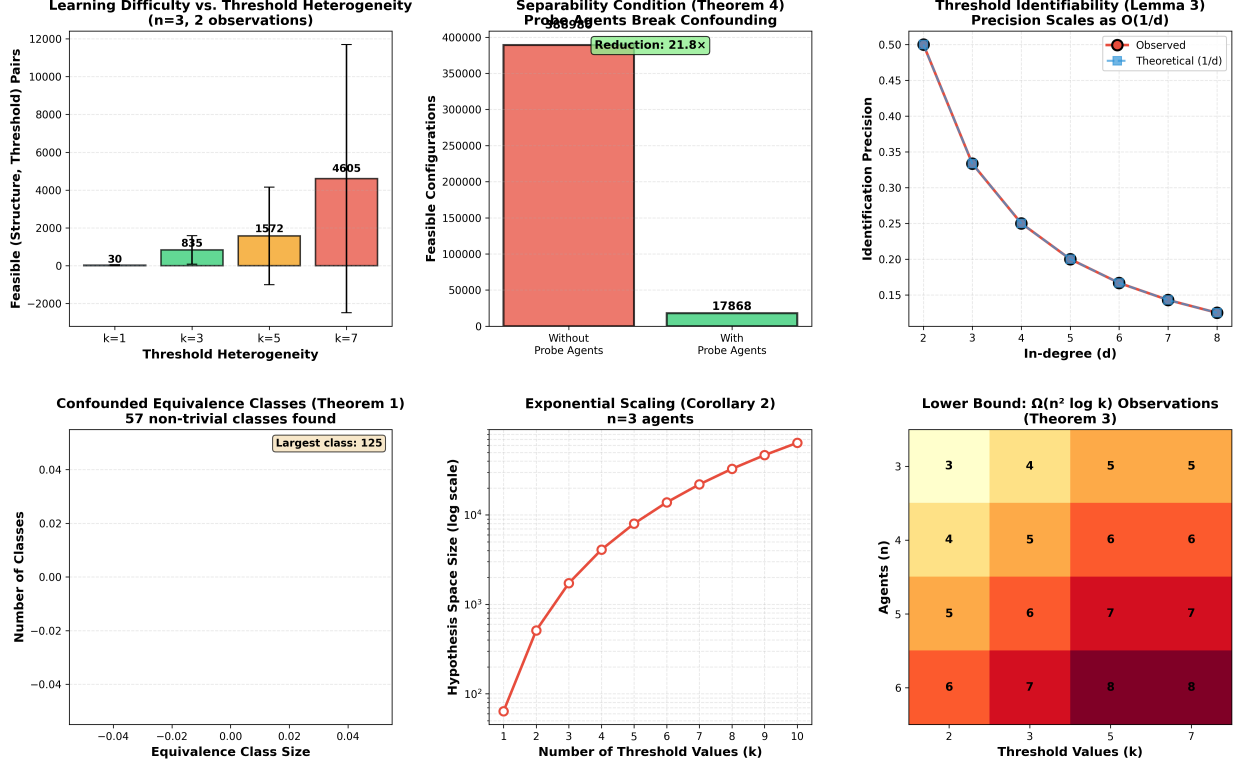 Learning Difficulty vs. Threshold Heterogeneity
(n=3, 2 observations)
Feasible (Structure, Threshold) Pairs
12000
10000
8000
6000
4000
2000
0
−2000
30
835
1572
4605
k=1
k=3
k=5
k=7
Threshold Heterogeneity
Separability Condition (Theorem 4)
Probe Agents Break Confounding
Reduction: 21.8×
Feasible Configurations
400000
350000
300000
250000
200000
150000
100000
50000
0
17868
Without
Probe Agents
With
Probe Agents
Threshold Identifiability (Lemma 3)
Precision Scales as O(1/d)
Observed
Theoretical (1/d)
Identification Precision
0.50
0.45
0.40
0.35
0.30
0.25
0.20
0.15
2 3 4 5 6 7 8
In-degree (d)
Confounded Equivalence Classes (Theorem 1)
57 non-trivial classes found
Largest class: 125
Number of Classes
0.04
0.02
0.00
−0.02
−0.04
−0.04 −0.02 0.00 0.02 0.04
Equivalence Class Size
Exponential Scaling (Corollary 2)
n=3 agents
Hypothesis Space Size (log scale)
10⁴
10³
10²
1 2 3 4 5 6 7 8 9 10
Number of Threshold Values (k)
Lower Bound: Ω(n² log k) Observations
(Theorem 3)
Agents (n)
3
3 4 5 5
4
4 5 6 6
5
5 6 7 7
6
6 7 8 8
2 3 5 7
Threshold Values (k)